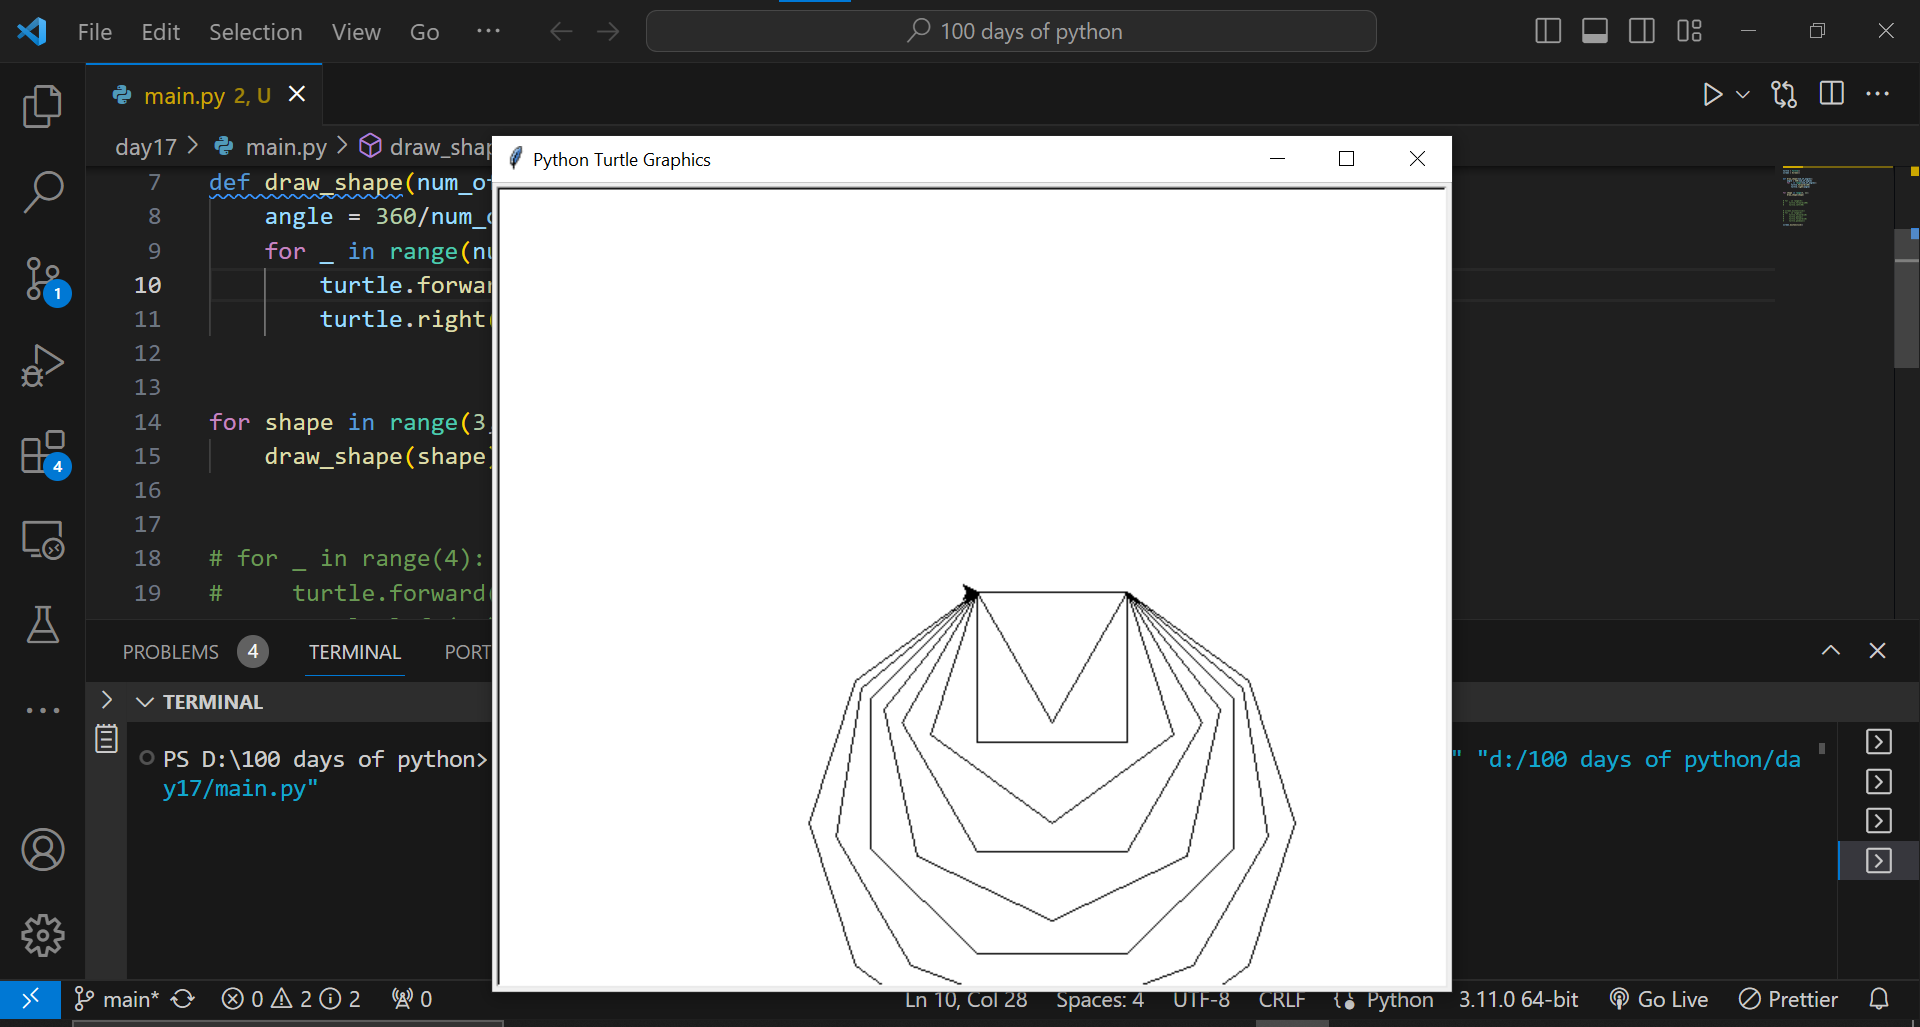 File Edit Selection View Go ··· 100 days of python
main.py 2, U
day17 > main.py > draw_shap
Python Turtle Graphics
7 def draw_shape(num_o
8 angle = 360/num_
9 for _ in range(nu
10 turtle.forwar
11 turtle.right(
12
13
14 for shape in range(3,
15 draw_shape(shape)
16
17
18 # for _ in range(4):
19 # turtle.forward(
PROBLEMS 4 TERMINAL PORT
TERMINAL
PS D:\100 days of python> " "d:/100 days of python/da
y17/main.py"
1
4
main* 0 2 2 0 Ln 10, Col 28 Spaces: 4 UTF-8 CRLF Python 3.11.0 64-bit Go Live Prettier